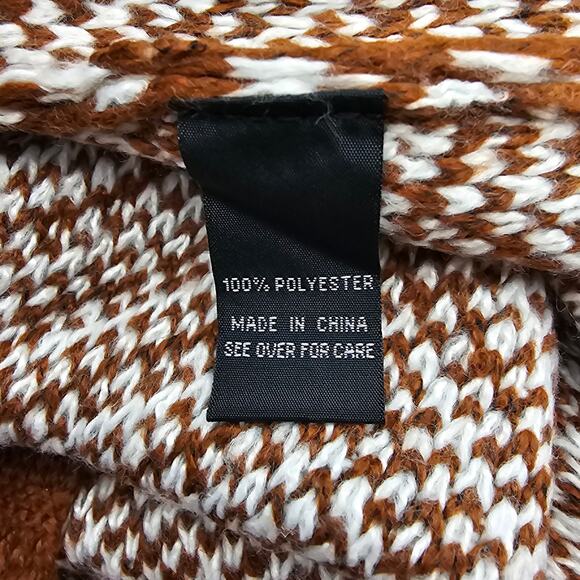 100% POLYESTER
MADE IN CHINA
SEE OVER FOR CARE